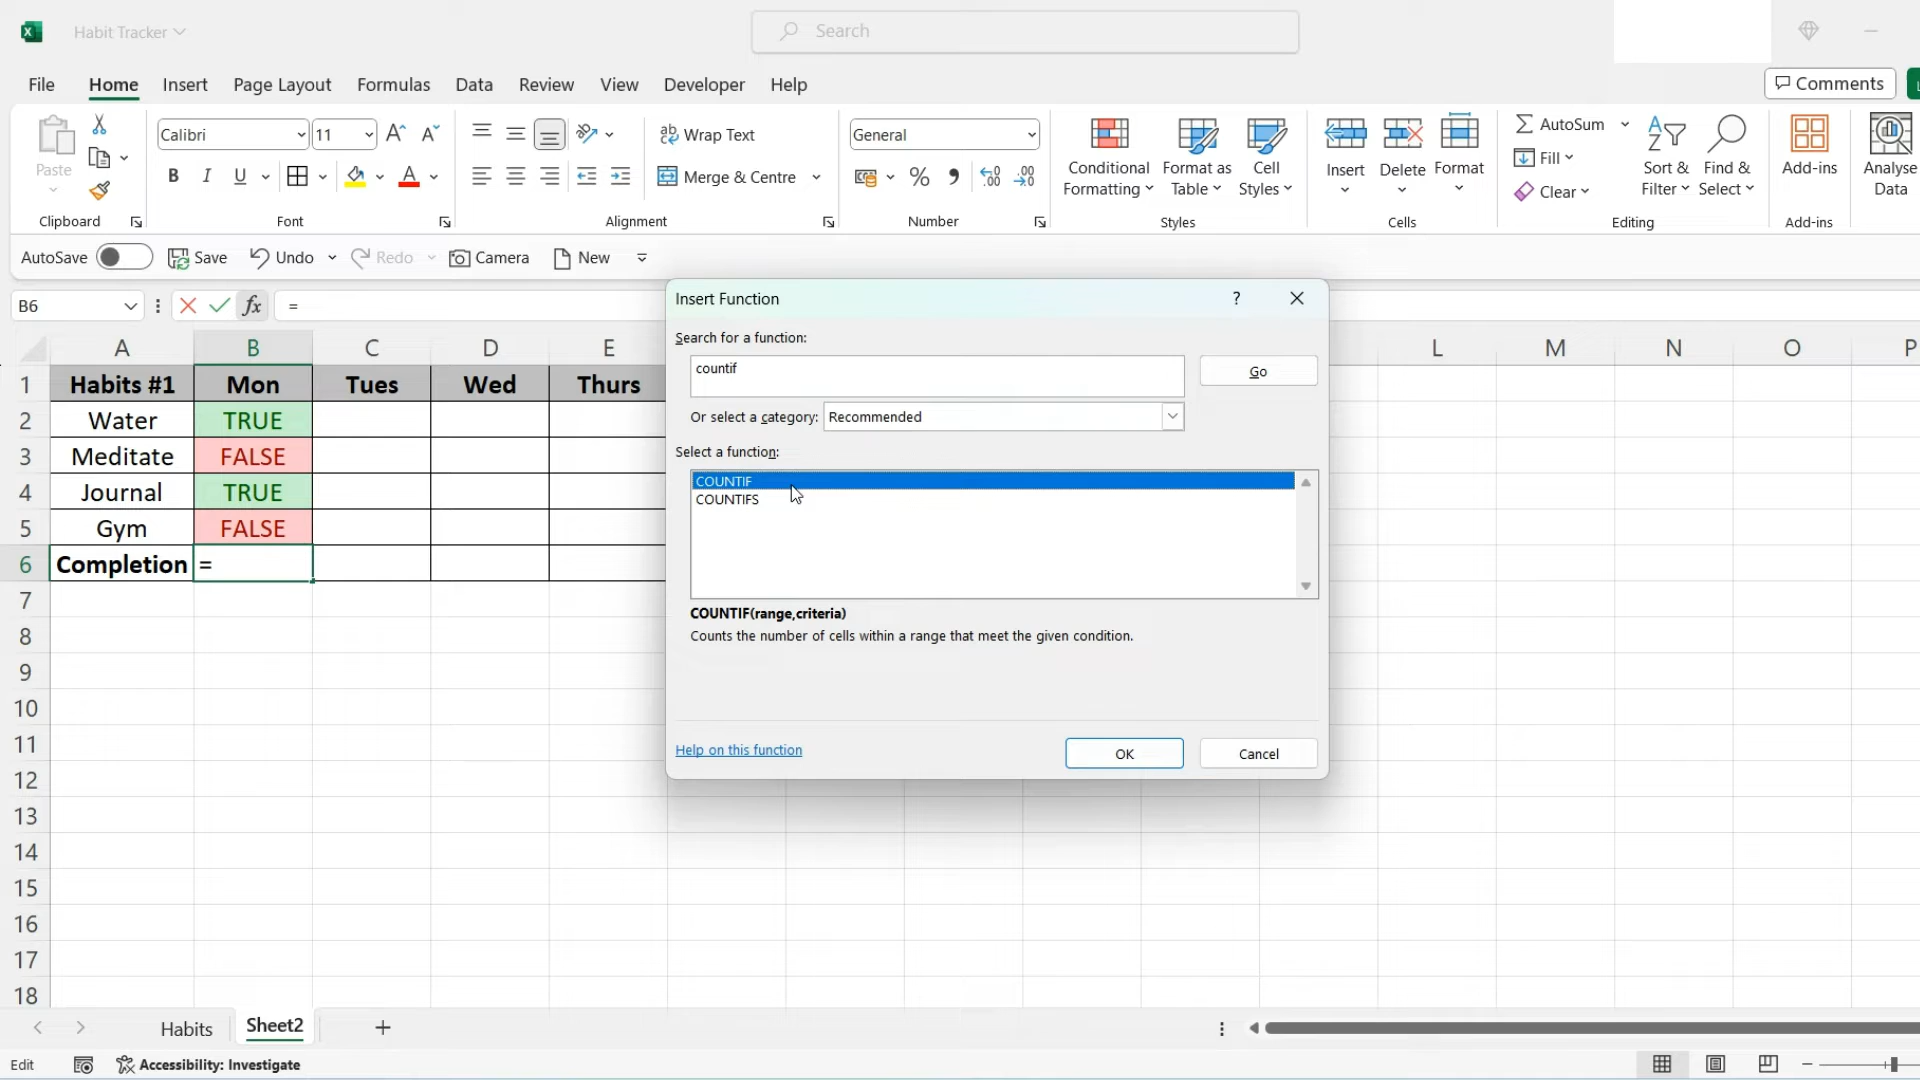 Habit Tracker
Search
File Home Insert Page Layout Formulas Data Review View Developer Help
Comments
Paste
Clipboard
Calibri 11
B I U A
Font
Wrap Text
Merge & Centre
Alignment
General
%
Number
Conditional Formatting
Format as Table
Cell Styles
Styles
Insert Delete Format
Cells
AutoSum
Fill
Clear
Sort & Filter
Find & Select
Editing
Add-ins
Add-ins
Analyse Data
AutoSave Save Undo Redo Camera New
B6 fx =
A B C D E L M N O P
1 Habits #1 Mon Tues Wed Thurs
2 Water TRUE
3 Meditate FALSE
4 Journal TRUE
5 Gym FALSE
6 Completion =
7
8
9
10
11
12
13
14
15
16
17
18
Insert Function ?
Search for a function:
countif Go
Or select a category: Recommended
Select a function:
COUNTIF
COUNTIFS
COUNTIF(range,criteria)
Counts the number of cells within a range that meet the given condition.
Help on this function OK Cancel
Habits Sheet2
Edit Accessibility: Investigate